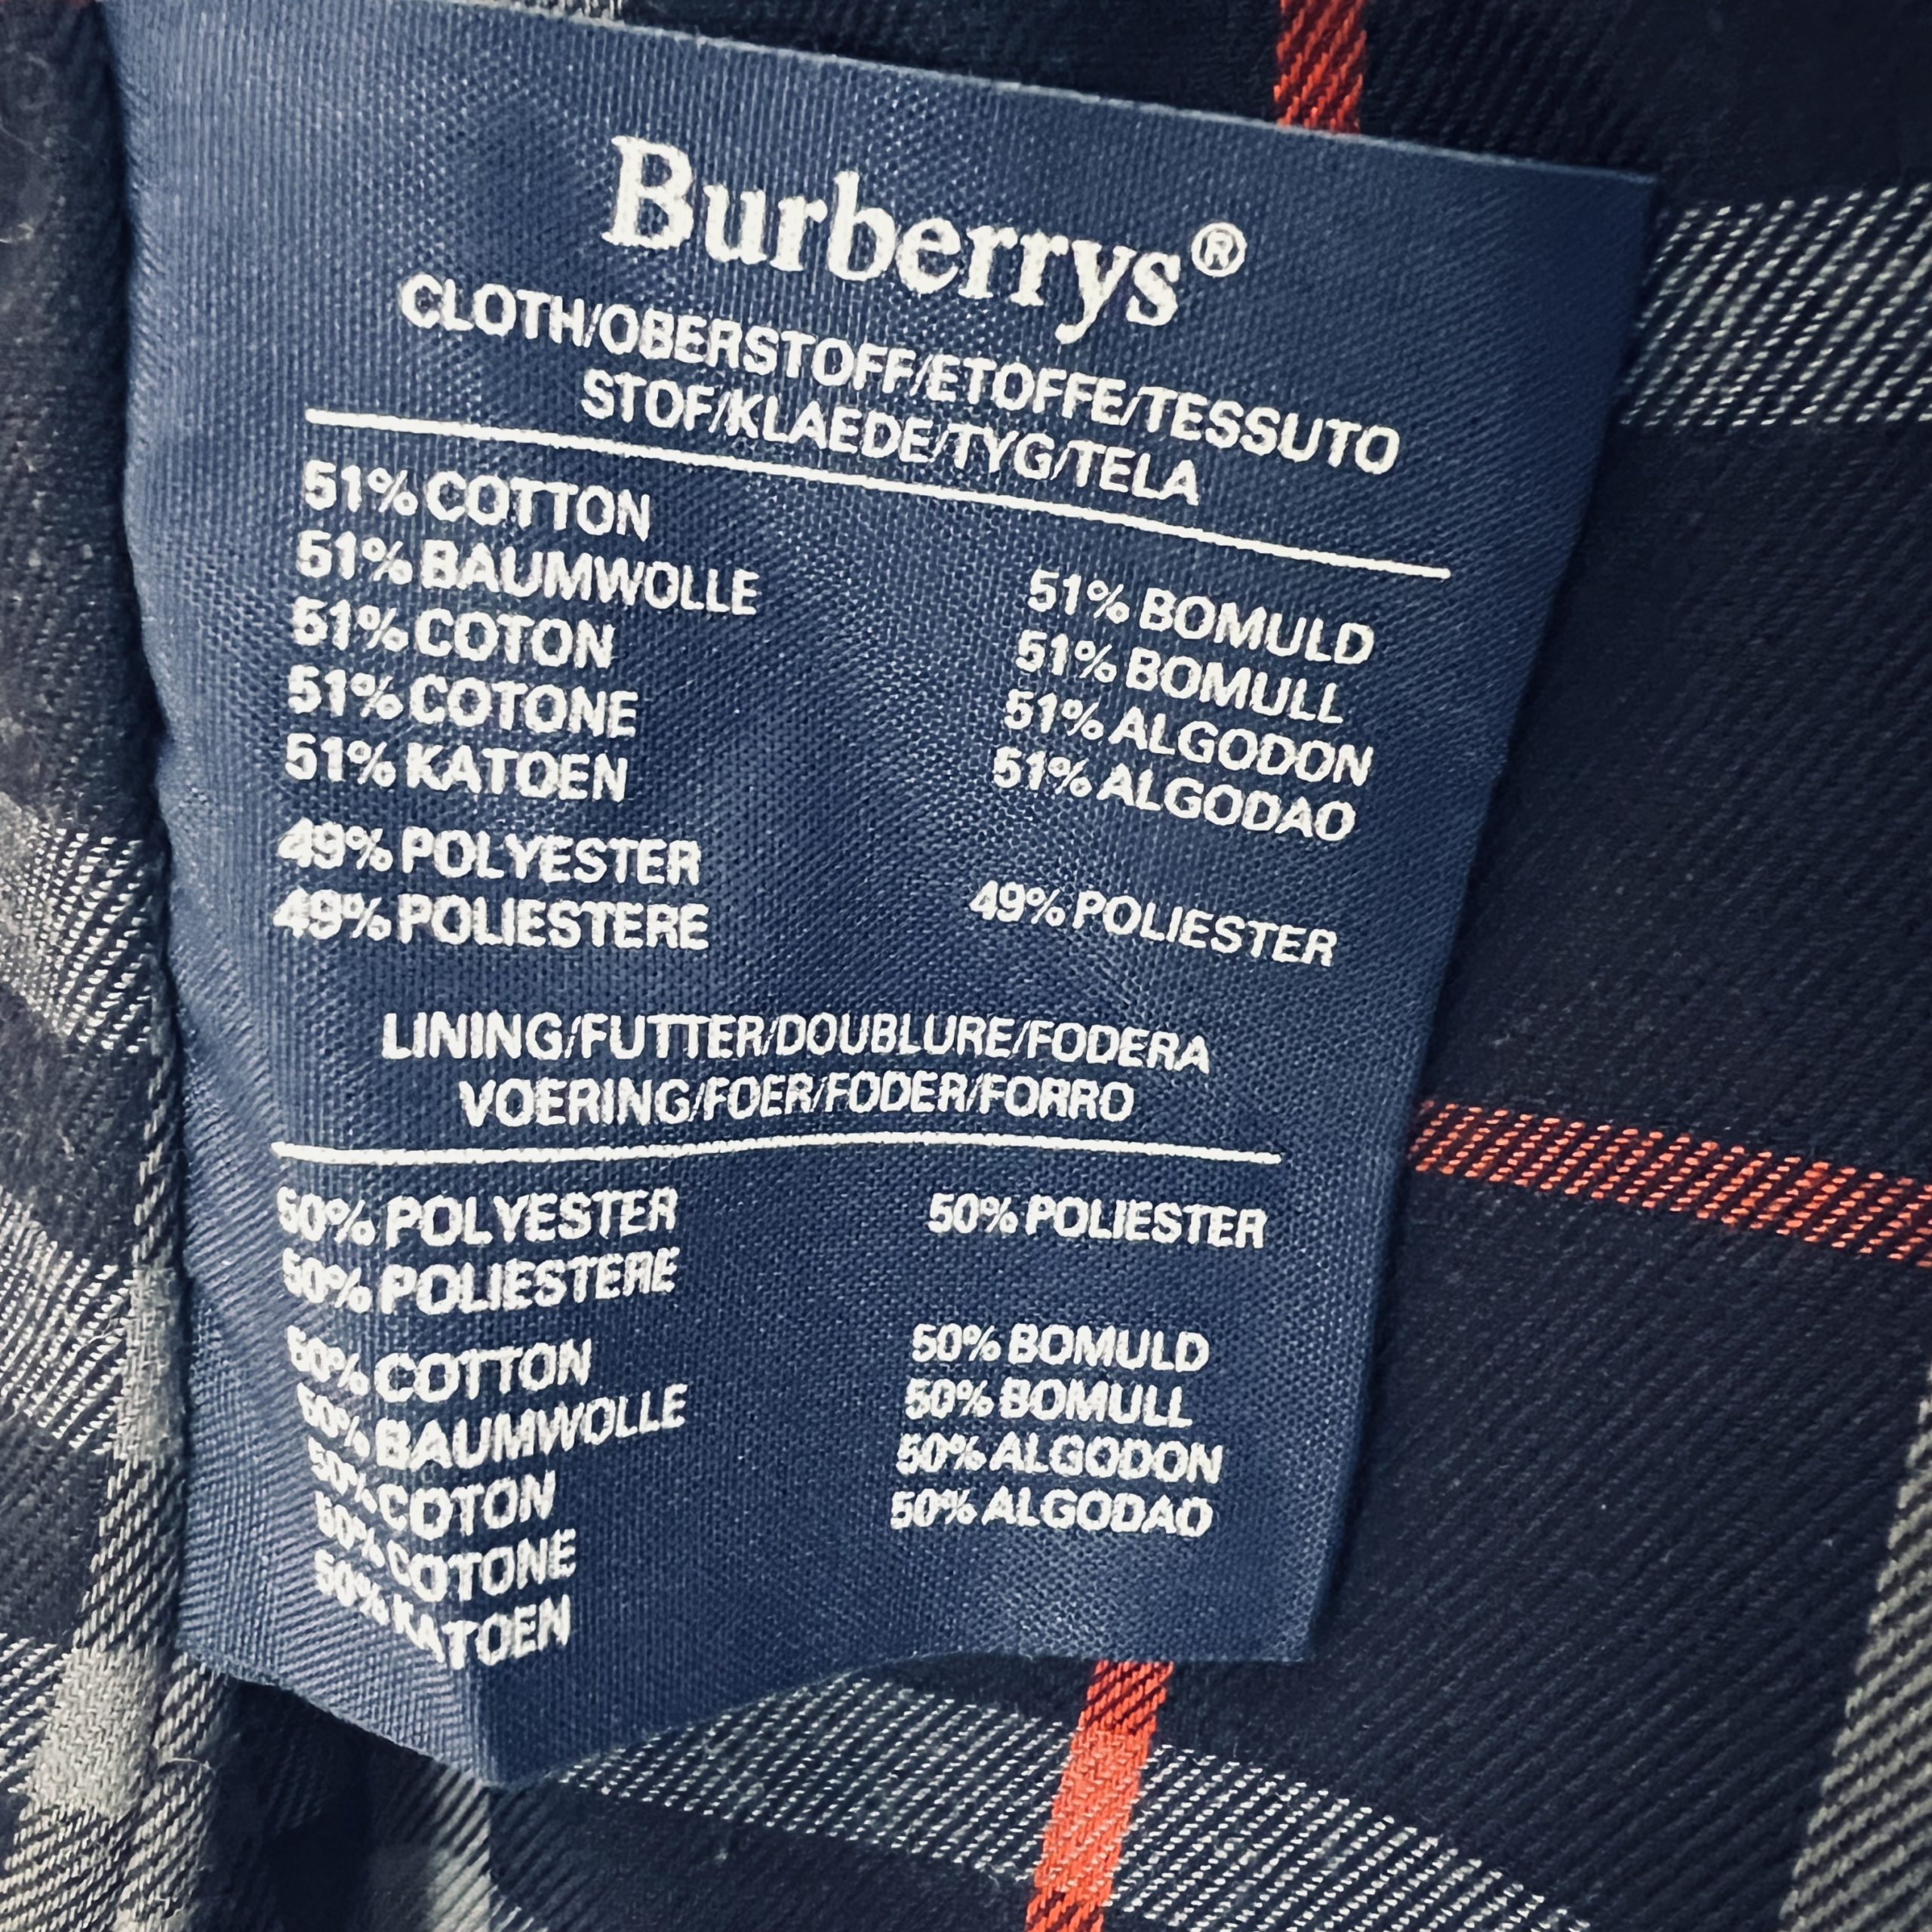 Burberrys®
CLOTH/OBERSTOFF/ETOFFE/TESSUTO
STOF/KLAEDE/TYG/TELA
51% COTTON
51% BAUMWOLLE
51% COTON
51% COTONE
51% KATOEN
51% BOMULD
51% BOMULL
51% ALGODON
51% ALGODAO
49% POLYESTER
49% POLIESTERE
49% POLIESTER
LINING/FUTTER/DOUBLURE/FODERA
VOERING/FOER/FODER/FORRO
50% POLYESTER
50% POLIESTERE
50% POLIESTER
50% COTTON
50% BAUMWOLLE
50% COTON
50% COTONE
50% KATOEN
50% BOMULD
50% BOMULL
50% ALGODON
50% ALGODAO